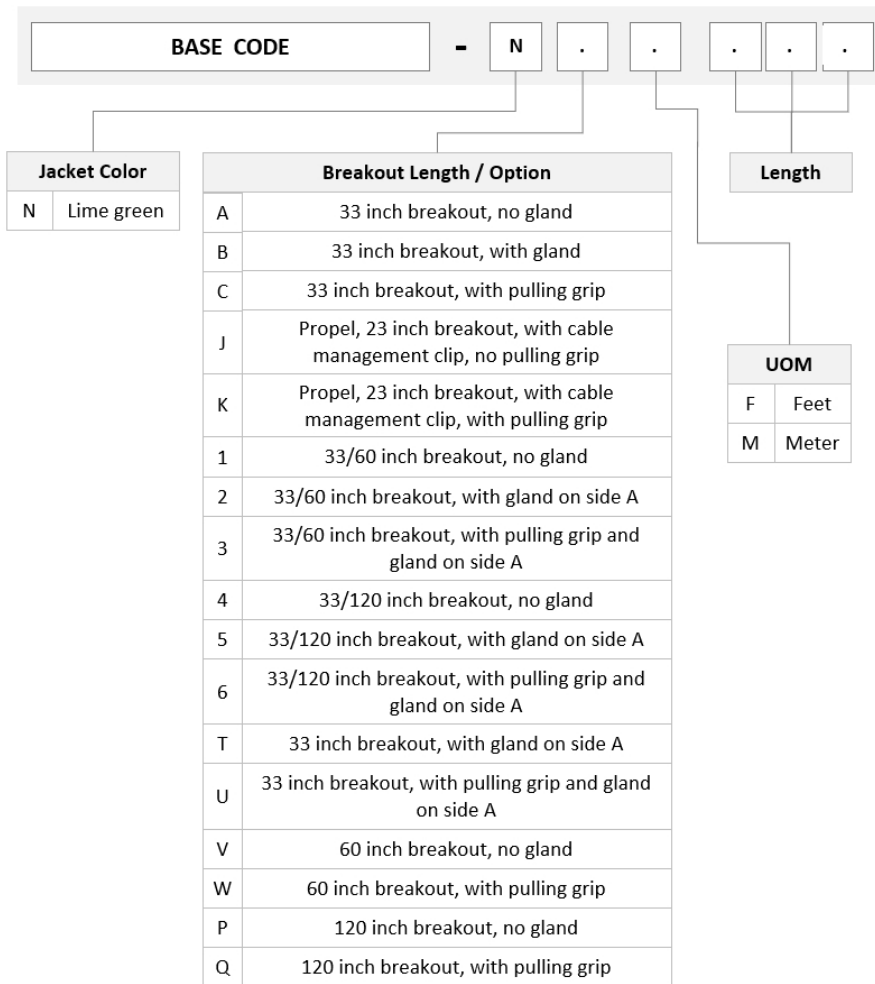 BASE CODE - N . . . . .
Jacket Color
N Lime green
Breakout Length / Option
A 33 inch breakout, no gland
B 33 inch breakout, with gland
C 33 inch breakout, with pulling grip
J Propel, 23 inch breakout, with cable
management clip, no pulling grip
K Propel, 23 inch breakout, with cable
management clip, with pulling grip
1 33/60 inch breakout, no gland
2 33/60 inch breakout, with gland on side A
3 33/60 inch breakout, with pulling grip and
gland on side A
4 33/120 inch breakout, no gland
5 33/120 inch breakout, with gland on side A
6 33/120 inch breakout, with pulling grip and
gland on side A
T 33 inch breakout, with gland on side A
U 33 inch breakout, with pulling grip and gland
on side A
V 60 inch breakout, no gland
W 60 inch breakout, with pulling grip
P 120 inch breakout, no gland
Q 120 inch breakout, with pulling grip
Length
UOM
F Feet
M Meter